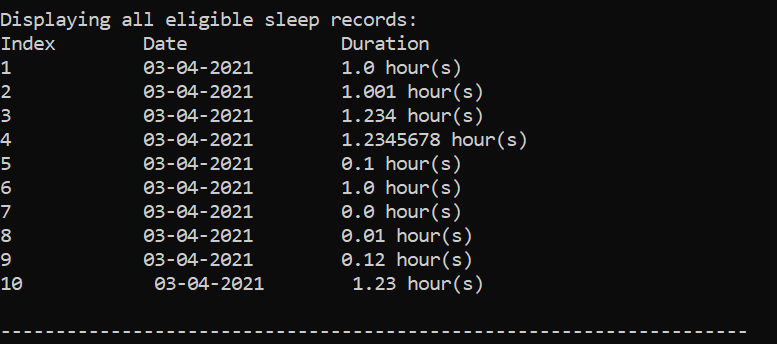 Displaying all eligible sleep records:
Index Date Duration
1 03-04-2021 1.0 hour(s)
2 03-04-2021 1.001 hour(s)
3 03-04-2021 1.234 hour(s)
4 03-04-2021 1.2345678 hour(s)
5 03-04-2021 0.1 hour(s)
6 03-04-2021 1.0 hour(s)
7 03-04-2021 0.0 hour(s)
8 03-04-2021 0.01 hour(s)
9 03-04-2021 0.12 hour(s)
10 03-04-2021 1.23 hour(s)
--------------------------------------------------------------------